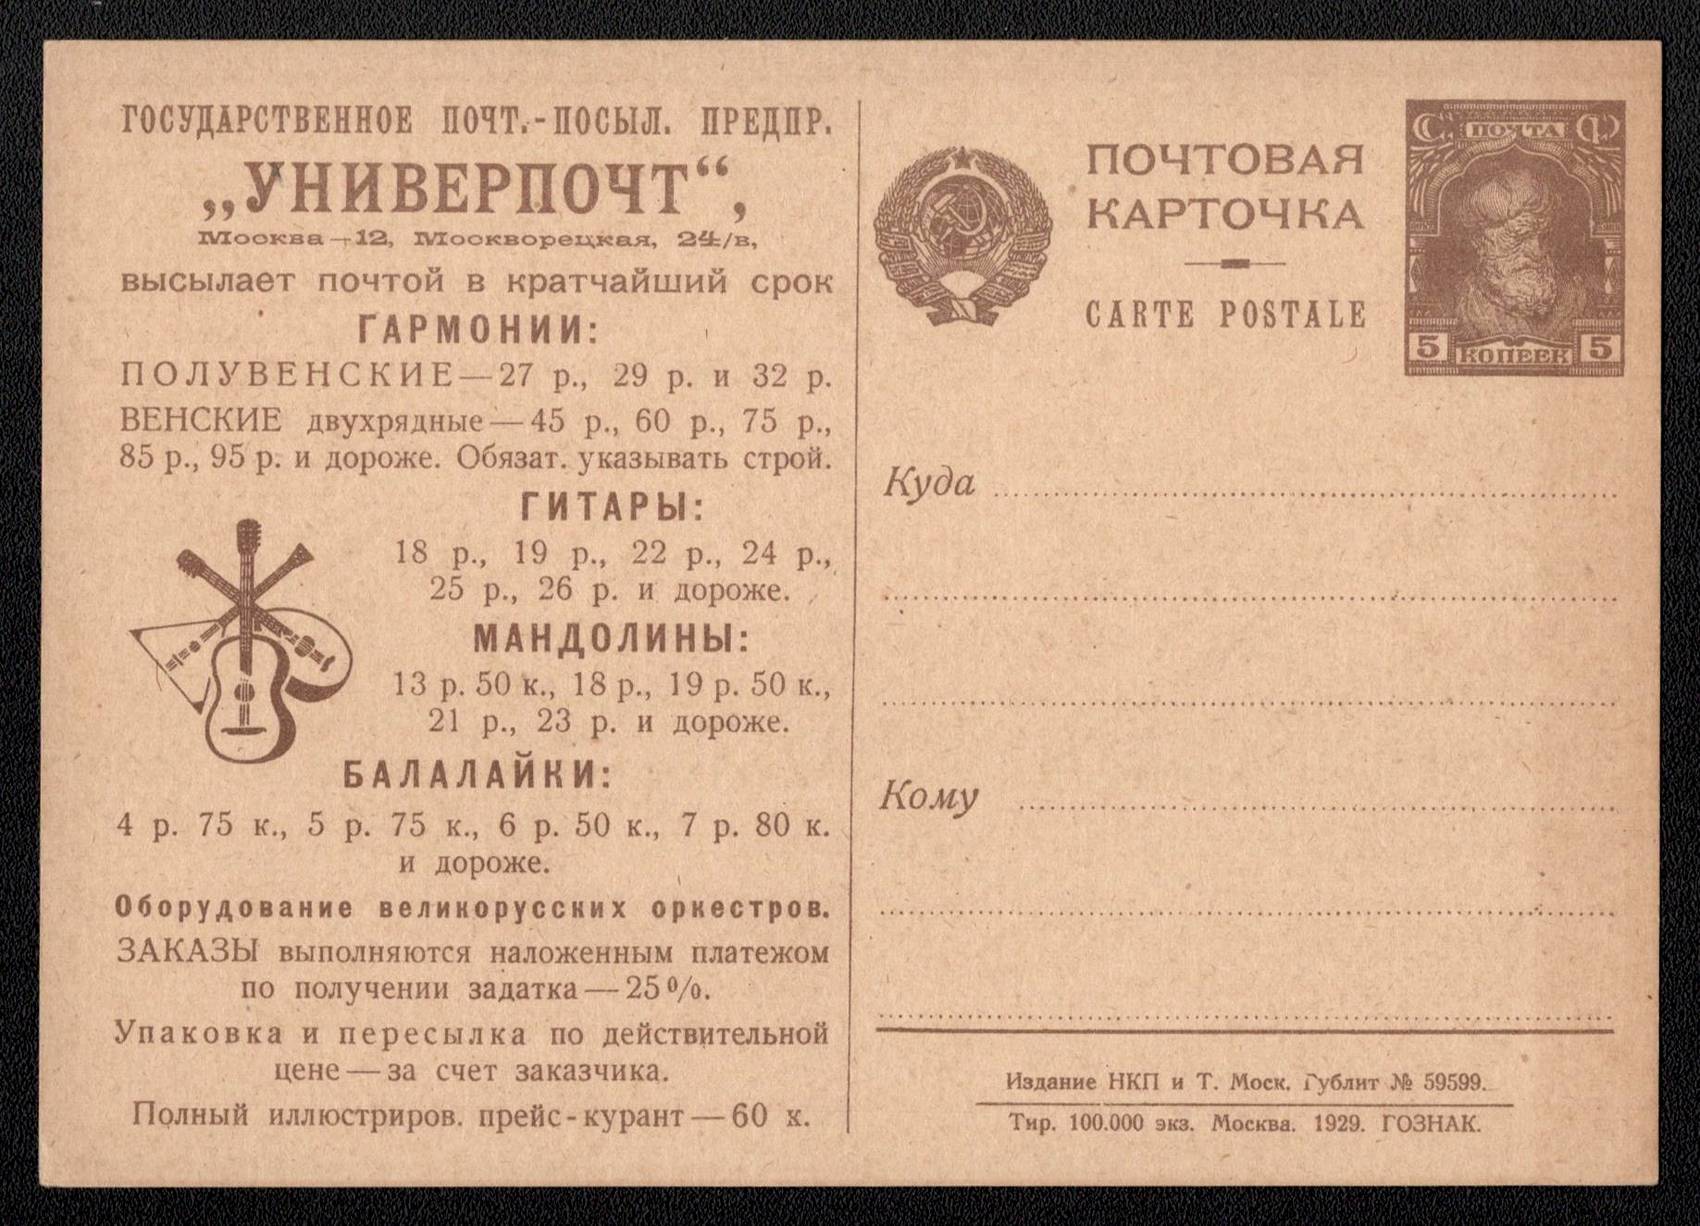 ГОСУДАРСТВЕННОЕ ПОЧТ.-ПОСЫЛ. ПРЕДПР.
„УНИВЕРПОЧТ“,
Москва—12, Москворецкая, 24/в,
высылает почтой в кратчайший срок
ГАРМОНИИ:
ПОЛУВЕНСКИЕ—27 р., 29 р. и 32 р.
ВЕНСКИЕ двухрядные—45 р., 60 р., 75 р.,
85 р., 95 р. и дороже. Обязат. указывать строй.
ГИТАРЫ:
18 р., 19 р., 22 р., 24 р.,
25 р., 26 р. и дороже.
МАНДОЛИНЫ:
13 р. 50 к., 18 р., 19 р. 50 к.,
21 р., 23 р. и дороже.
БАЛАЛАЙКИ:
4 р. 75 к., 5 р. 75 к., 6 р. 50 к., 7 р. 80 к.
и дороже.
Оборудование великорусских оркестров.
ЗАКАЗЫ выполняются наложенным платежом
по получении задатка—25%.
Упаковка и пересылка по действительной
цене—за счет заказчика.
Полный иллюстриров. прейс-курант—60 к.
ПОЧТОВАЯ
КАРТОЧКА
CARTE POSTALE
ПОЧТА
5 КОПЕЕК 5
Куда
Кому
Издание НКП и Т. Моск. Гублит № 59599.
Тир. 100.000 экз. Москва. 1929. ГОЗНАК.